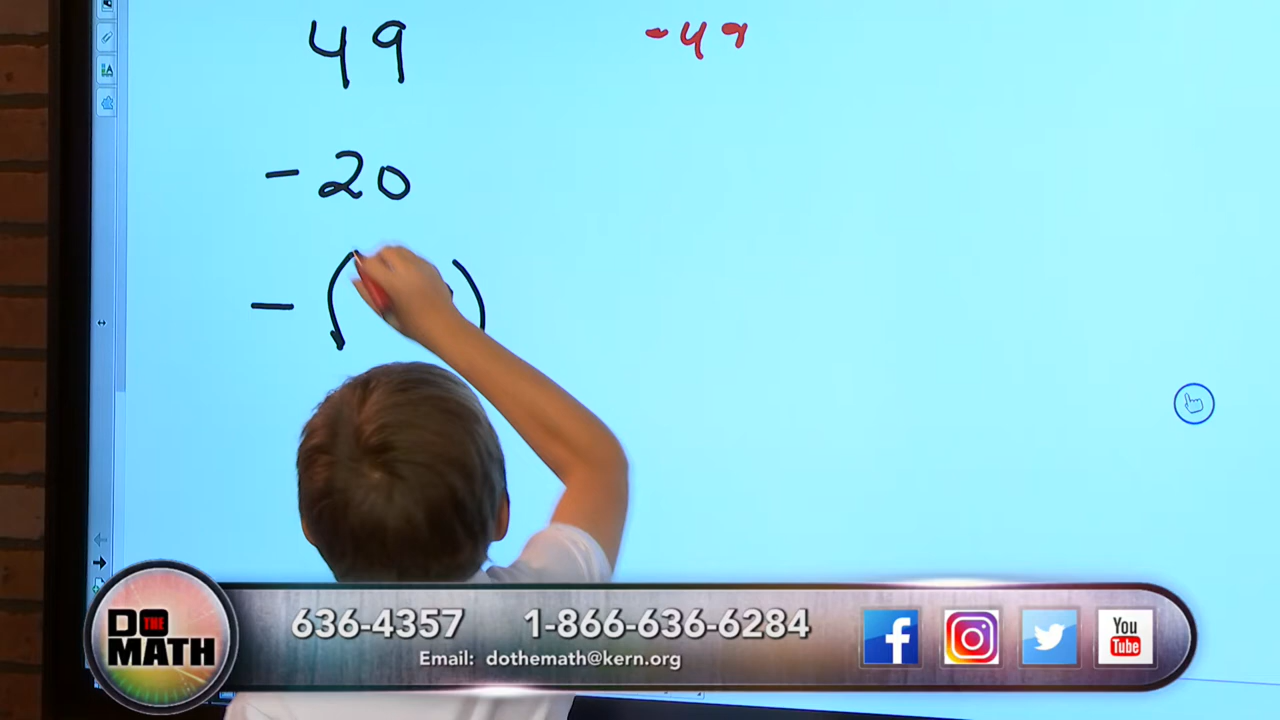 49 -49
- 20
- ( )
DO THE MATH
636-4357 1-866-636-6284
Email: dothemath@kern.org
You Tube